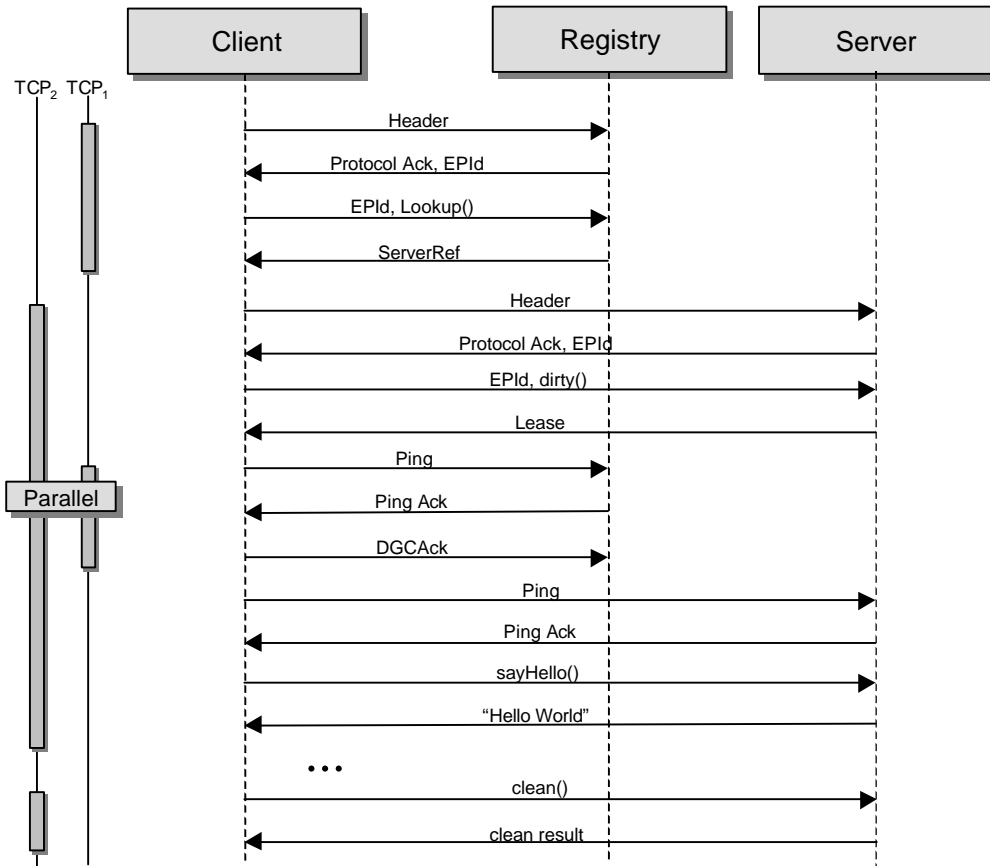 Client
Registry
Server
TCP2 TCP1
Header
Protocol Ack, EPId
EPId, Lookup()
ServerRef
Header
Protocol Ack, EPId
EPId, dirty()
Lease
Ping
Parallel
Ping Ack
DGCAck
Ping
Ping Ack
sayHello()
“Hello World”
...
clean()
clean result